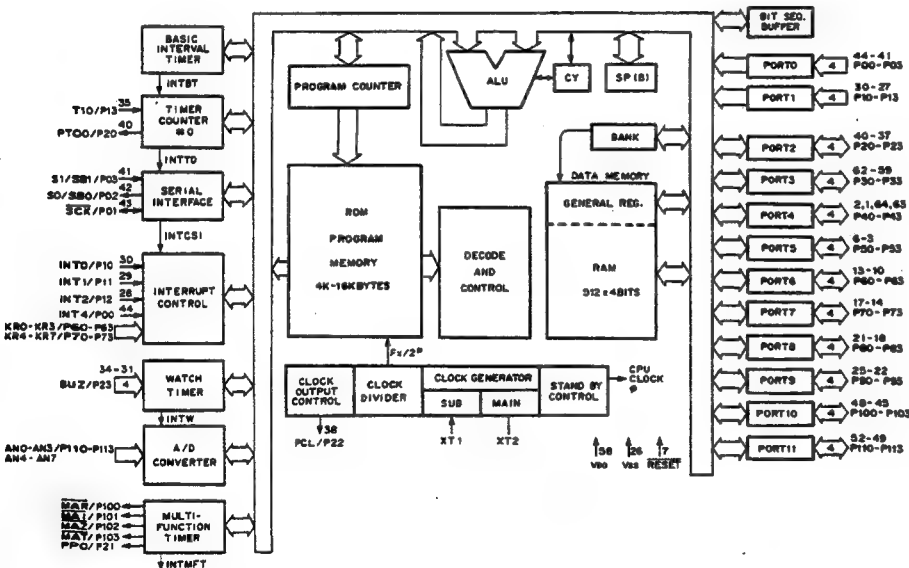 BASIC
INTERVAL
TIMER
INTBT
TI0/P13 35
PTO0/P20 40
TIMER
COUNTER
#0
INTT0
SI/SB1/P03 41
SO/SB0/P02 42
SCK/P01 43
SERIAL
INTERFACE
INTCSI
INT0/P10 30
INT1/P11 29
INT2/P12 28
INT4/P00 44
KR0-KR3/P60-P63
KR4-KR7/P70-P73
INTERRUPT
CONTROL
34-31
BUZ/P23 4
WATCH
TIMER
INTW
AN0-AN3/P110-P113
AN4-AN7
A/D
CONVERTER
MAR/P100
MAI/P101
MAZ/P102
MAT/P103
PPO/P21
MULTI-
FUNCTION
TIMER
INTMFT
PROGRAM COUNTER
ALU
CY
SP (8)
BANK
ROM
PROGRAM
MEMORY
4K-16KBYTES
DECODE
AND
CONTROL
DATA MEMORY
GENERAL REG.
RAM
512 x 4BITS
Fx/2
CLOCK
OUTPUT
CONTROL
CLOCK
DIVIDER
CLOCK GENERATOR
SUB
MAIN
STAND BY
CONTROL
CPU
CLOCK
Φ
38
PCL/P22
XT1
XT2
58
VDD
26
VSS
7
RESET
BIT SEQ.
BUFFER
PORT0 4 44-41
P00-P03
PORT1 4 30-27
P10-P13
PORT2 4 40-37
P20-P23
PORT3 4 62-59
P30-P33
PORT4 4 2,1,64,63
P40-P43
PORT5 4 6-3
P50-P53
PORT6 4 13-10
P60-P63
PORT7 4 17-14
P70-P73
PORT8 4 21-18
P80-P83
PORT9 4 25-22
P90-P93
PORT10 4 48-45
P100-P103
PORT11 4 52-49
P110-P113